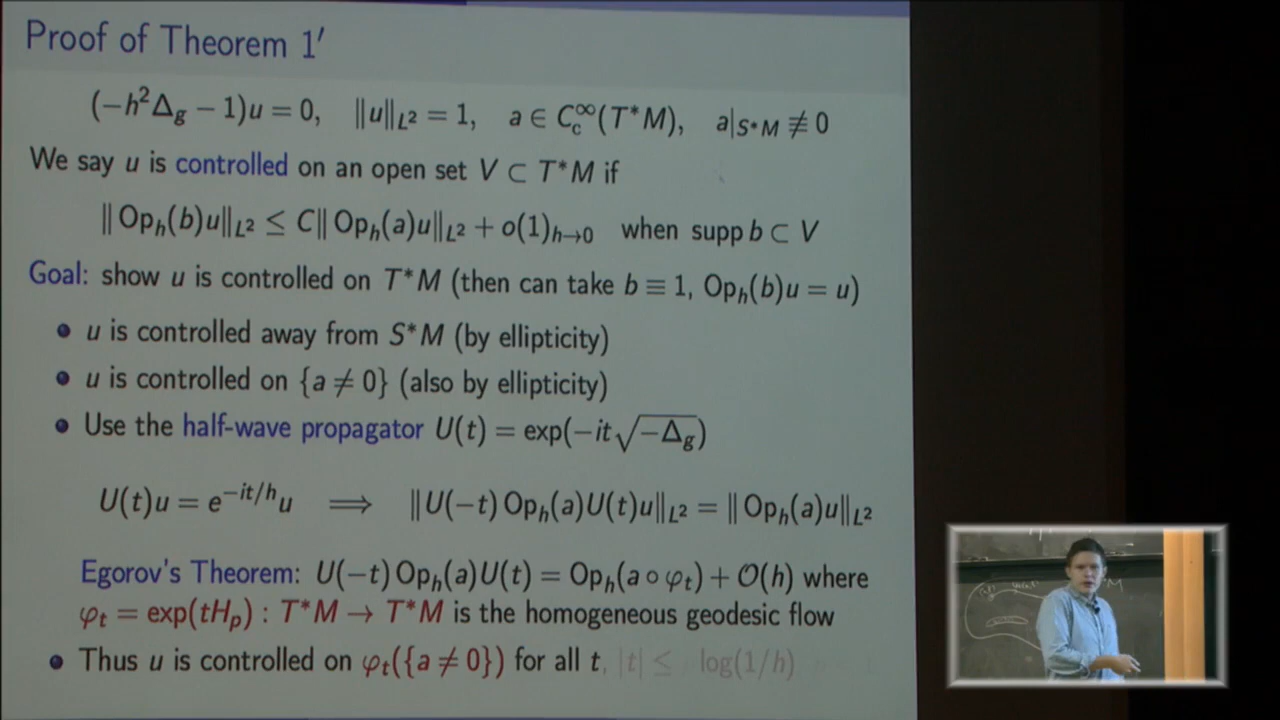 Proof of Theorem 1′
(−h²Δ_g − 1)u = 0, ‖u‖_{L²} = 1, a ∈ C_c^∞(T*M), a|_{S*M} ≢ 0
We say u is controlled on an open set V ⊂ T*M if
‖Op_h(b)u‖_{L²} ≤ C‖Op_h(a)u‖_{L²} + o(1)_{h→0} when supp b ⊂ V
Goal: show u is controlled on T*M (then can take b ≡ 1, Op_h(b)u = u)
• u is controlled away from S*M (by ellipticity)
• u is controlled on {a ≠ 0} (also by ellipticity)
• Use the half-wave propagator U(t) = exp(−it√−Δ_g)
U(t)u = e^{−it/h}u ⟹ ‖U(−t) Op_h(a)U(t)u‖_{L²} = ‖Op_h(a)u‖_{L²}
Egorov's Theorem: U(−t) Op_h(a)U(t) = Op_h(a ∘ φ_t) + O(h) where
φ_t = exp(tH_p) : T*M → T*M is the homogeneous geodesic flow
• Thus u is controlled on φ_t({a ≠ 0}) for all t, |t| ≤ log(1/h)